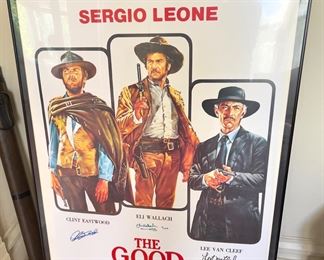 SERGIO LEONE
ELI WALLACH
CLINT EASTWOOD
LEE VAN CLEEF
THE
GOOD